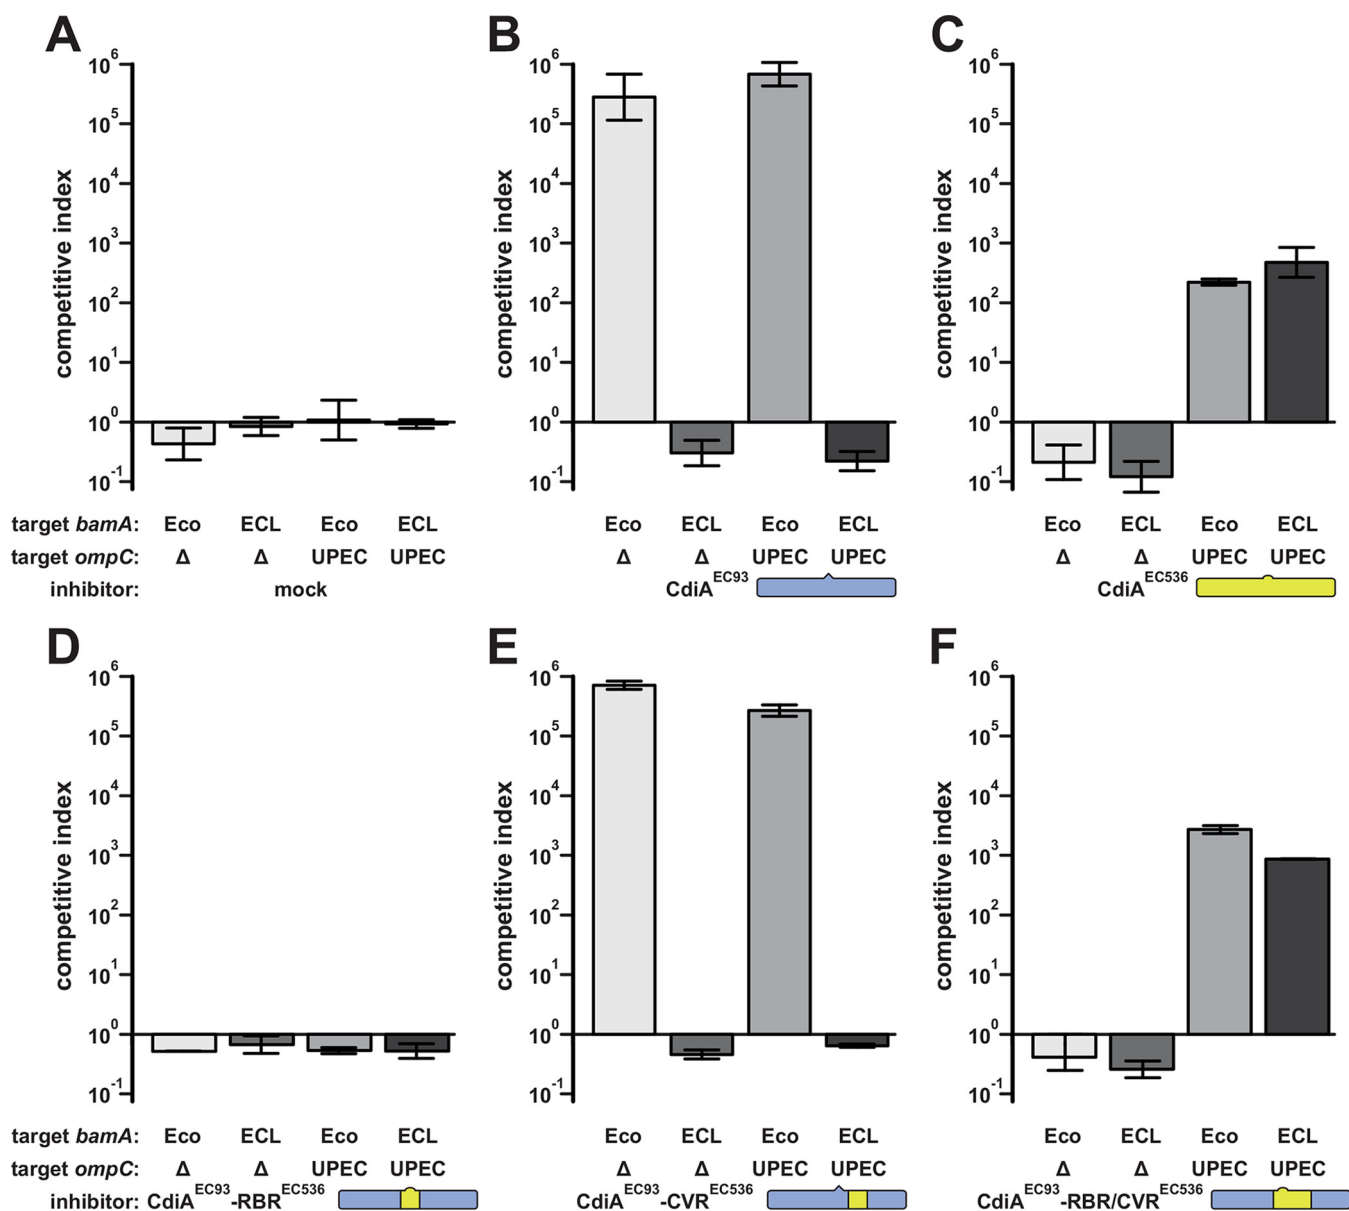 A
10^6
10^5
10^4
10^3
10^2
10^1
10^0
10^-1
competitive index
target bamA: Eco ECL Eco ECL
target ompC: Δ Δ UPEC UPEC
inhibitor: mock
B
10^6
10^5
10^4
10^3
10^2
10^1
10^0
10^-1
competitive index
Eco ECL Eco ECL
Δ Δ UPEC UPEC
CdiA^EC93
C
10^6
10^5
10^4
10^3
10^2
10^1
10^0
10^-1
competitive index
Eco ECL Eco ECL
Δ Δ UPEC UPEC
CdiA^EC536
D
10^6
10^5
10^4
10^3
10^2
10^1
10^0
10^-1
competitive index
target bamA: Eco ECL Eco ECL
target ompC: Δ Δ UPEC UPEC
inhibitor: CdiA^EC93-RBR^EC536
E
10^6
10^5
10^4
10^3
10^2
10^1
10^0
10^-1
competitive index
Eco ECL Eco ECL
Δ Δ UPEC UPEC
CdiA^EC93-CVR^EC536
F
10^6
10^5
10^4
10^3
10^2
10^1
10^0
10^-1
competitive index
Eco ECL Eco ECL
Δ Δ UPEC UPEC
CdiA^EC93-RBR/CVR^EC536